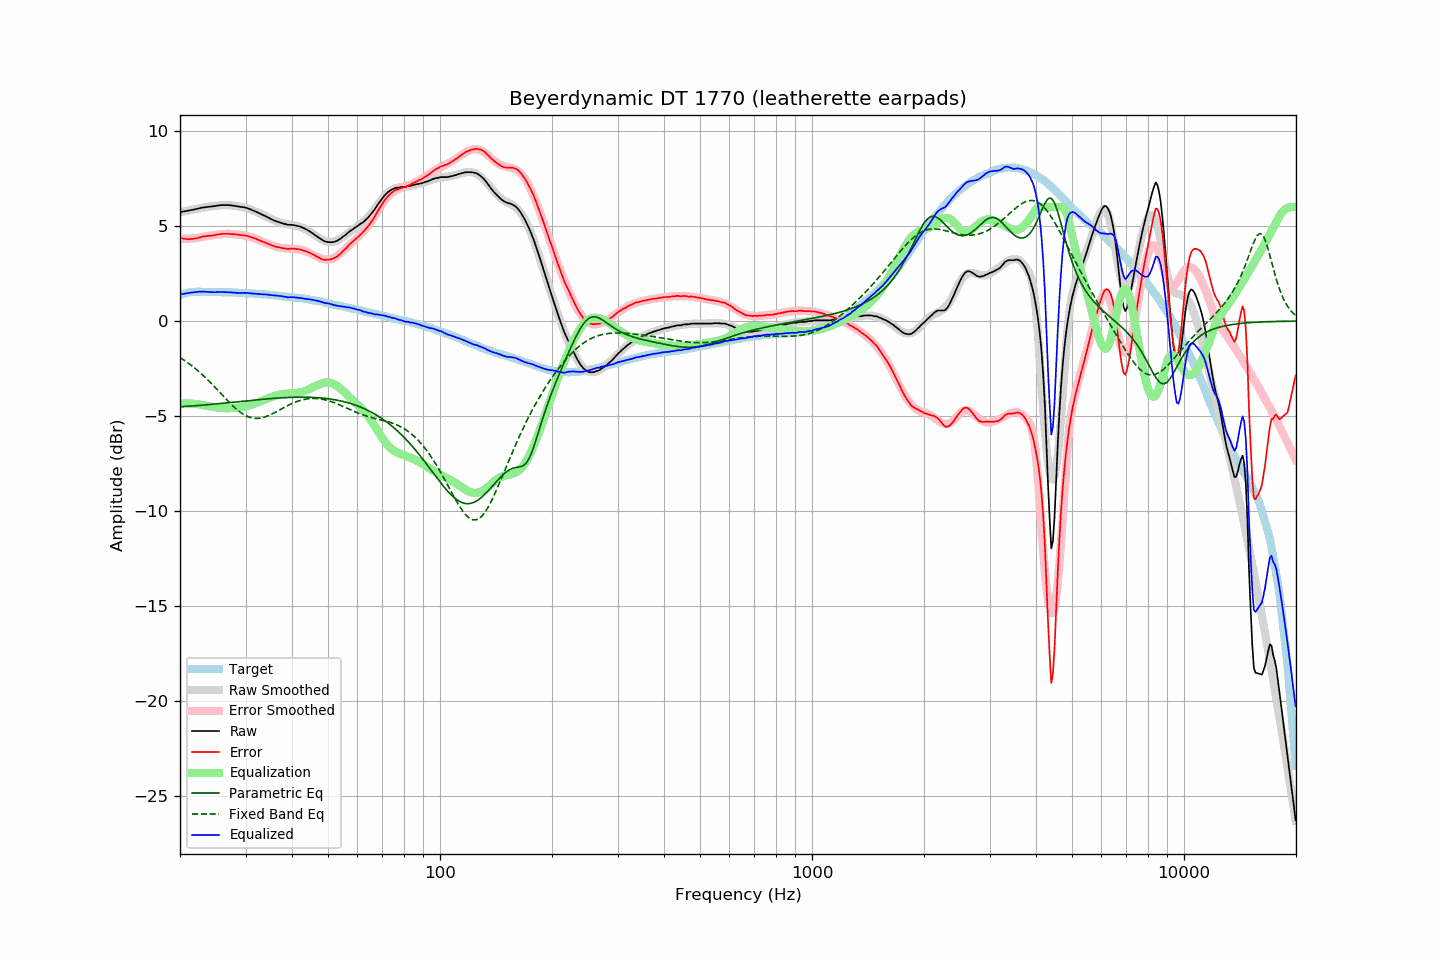 Beyerdynamic DT 1770 (leatherette earpads)
10
5
0
−5
−10
−15
−20
−25
Amplitude (dBr)
Target
Raw Smoothed
Error Smoothed
Raw
Error
Equalization
Parametric Eq
Fixed Band Eq
Equalized
100
1000
10000
Frequency (Hz)